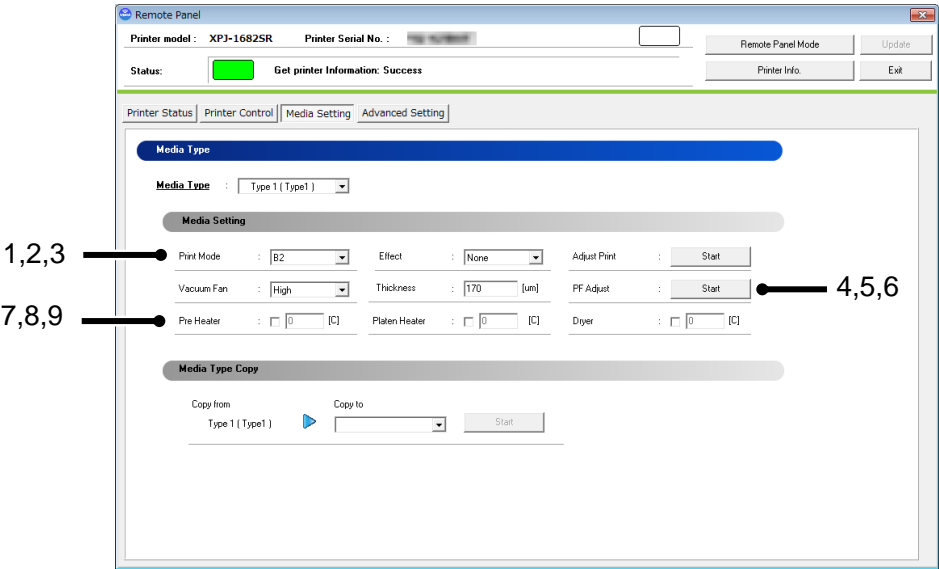 Remote Panel
Printer model : XPJ-1682SR Printer Serial No. :
Remote Panel Mode Update
Status: Get printer Information: Success Printer Info. Exit
Printer Status Printer Control Media Setting Advanced Setting
Media Type
Media Type : Type 1 ( Type1 )
Media Setting
1,2,3 Print Mode : B2 Effect : None Adjust Print : Start
Vacuum Fan : High Thickness : 170 [um] PF Adjust : Start 4,5,6
7,8,9 Pre Heater : 0 [C] Platen Heater : 0 [C] Dryer : 0 [C]
Media Type Copy
Copy from Copy to
Type 1 ( Type1 ) Start